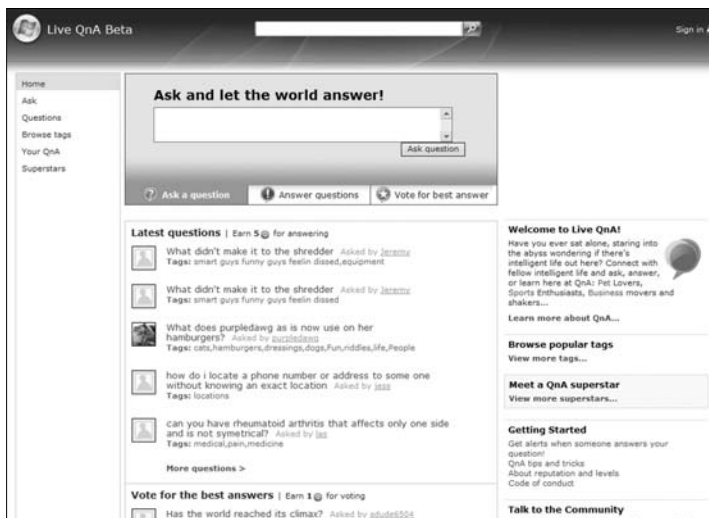 Live QnA Beta
Sign in
Home
Ask
Questions
Browse tags
Your QnA
Superstars
Ask and let the world answer!
Ask question
Ask a question
Answer questions
Vote for best answer
Latest questions | Earn 5 for answering
What didn't make it to the shredder Asked by Jeremy
Tags: smart guys funny guys feelin dissed,equipment
What didn't make it to the shredder Asked by Jeremy
Tags: smart guys funny guys feelin dissed
What does purpledawg as is now use on her
hamburgers? Asked by purpledawg
Tags: cats,hamburgers,dressings,dogs,Fun,riddles,life,People
how do i locate a phone number or address to some one
without knowing an exact location Asked by jess
Tags: locations
can you have rheumatoid arthritis that affects only one side
and is not symetrical? Asked by
Tags: medical,pain,medicine
More questions >
Vote for the best answers | Earn 1 for voting
Has the world reached its climax? Asked by adude6504
Welcome to Live QnA!
Have you ever sat alone, staring into
the abyss wondering if there's
intelligent life out here? Connect with
fellow intelligent life and ask, answer,
or learn here at QnA: Pet Lovers,
Sports Enthusiasts, Business movers and
shakers...
Learn more about QnA...
Browse popular tags
View more tags...
Meet a QnA superstar
View more superstars...
Getting Started
Get alerts when someone answers your
question!
QnA tips and tricks
About reputation and levels
Code of conduct
Talk to the Community